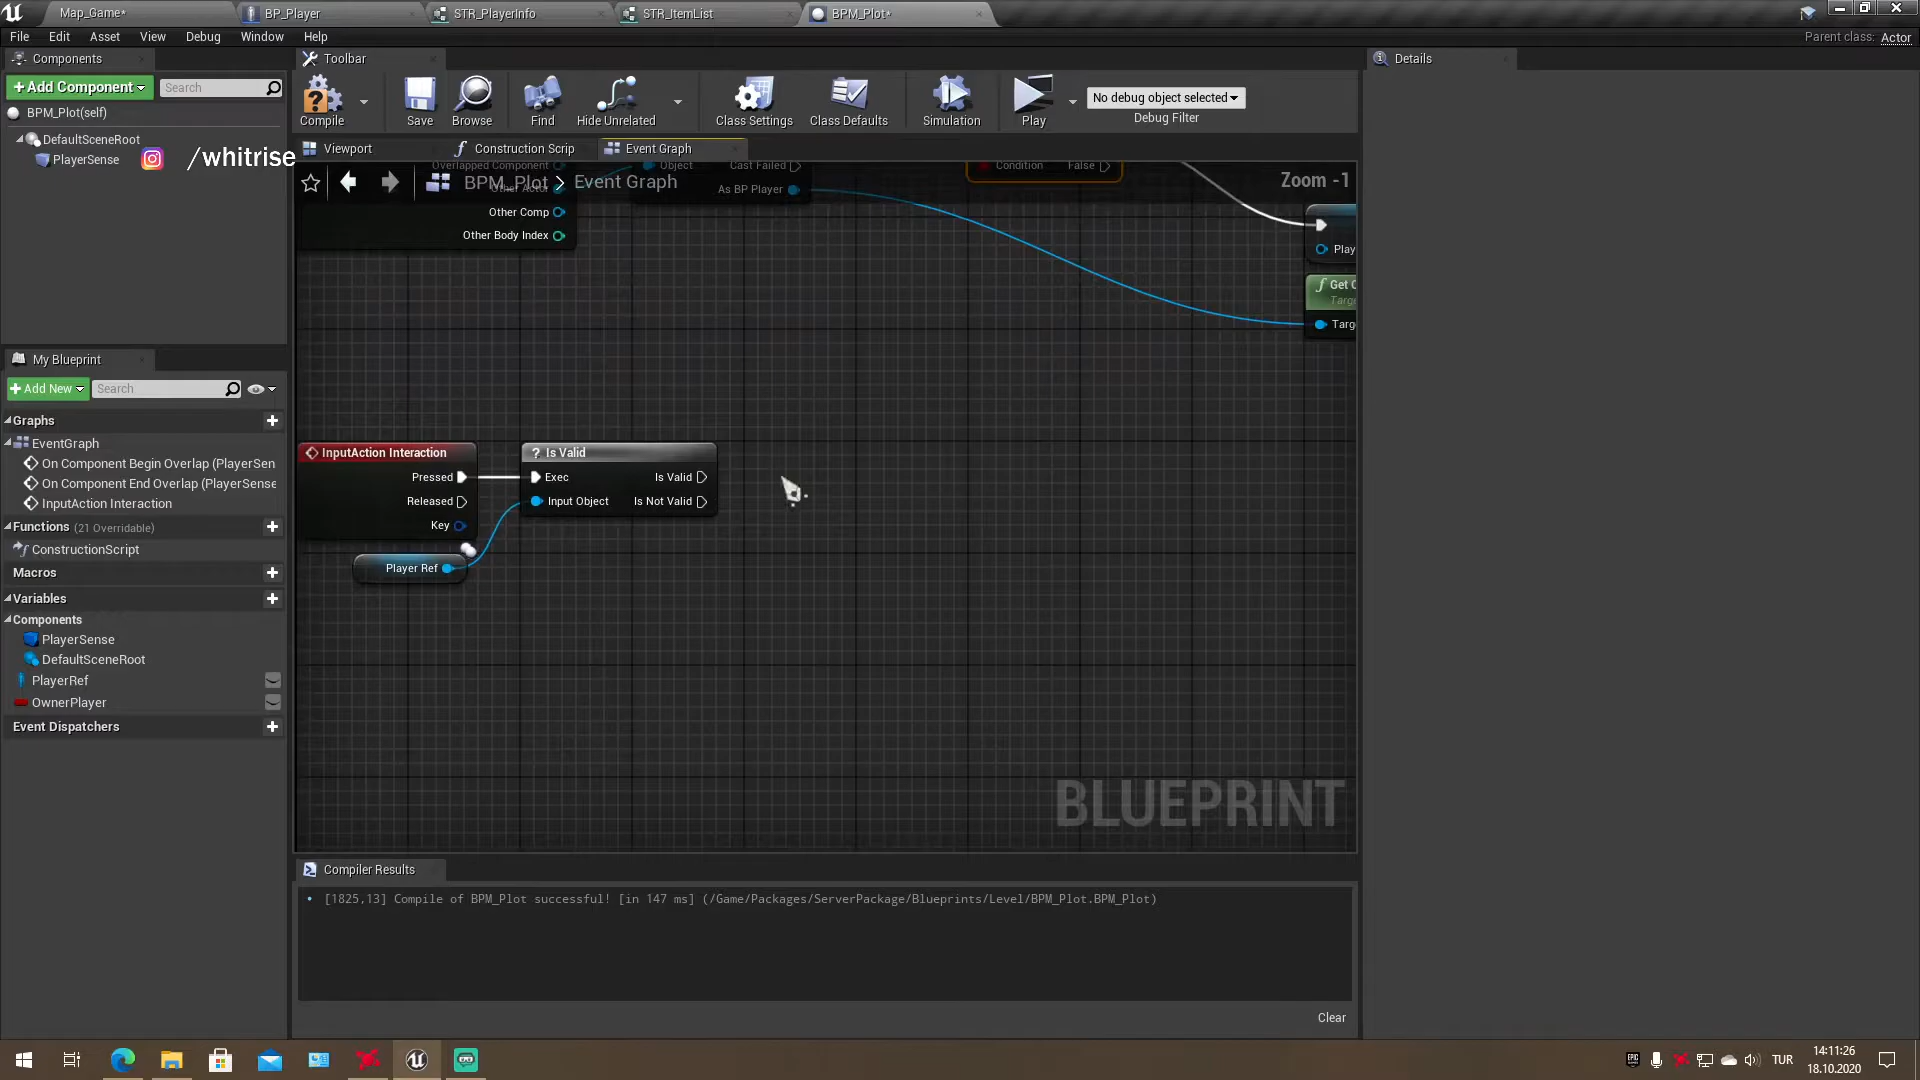 Map_Game*
BP_Player
STR_PlayerInfo
STR_ItemList
BPM_Plot*
File Edit Asset View Debug Window Help
Parent class: Actor
Components
Toolbar
Details
+Add Component
Search
BPM_Plot(self)
DefaultSceneRoot
PlayerSense
/whitrise
Compile
Save
Browse
Find
Hide Unrelated
Class Settings
Class Defaults
Simulation
Play
No debug object selected
Debug Filter
Viewport
Construction Scrip
Event Graph
BPM_Plot > Event Graph
Zoom -1
Overlapped Component
Other Actor
Other Comp
Other Body Index
Object
Cast Failed
As BP Player
Condition
False
Play
Get C
Targe
Targ
InputAction Interaction
Pressed
Released
Key
? Is Valid
Exec
Is Valid
Input Object
Is Not Valid
Player Ref
BLUEPRINT
My Blueprint
+Add New
Search
Graphs
EventGraph
On Component Begin Overlap (PlayerSen
On Component End Overlap (PlayerSense
InputAction Interaction
Functions (21 Overridable)
ConstructionScript
Macros
Variables
Components
PlayerSense
DefaultSceneRoot
PlayerRef
OwnerPlayer
Event Dispatchers
Compiler Results
• [1825,13] Compile of BPM_Plot successful! [in 147 ms] (/Game/Packages/ServerPackage/Blueprints/Level/BPM_Plot.BPM_Plot)
Clear
TUR
14:11:26
18.10.2020